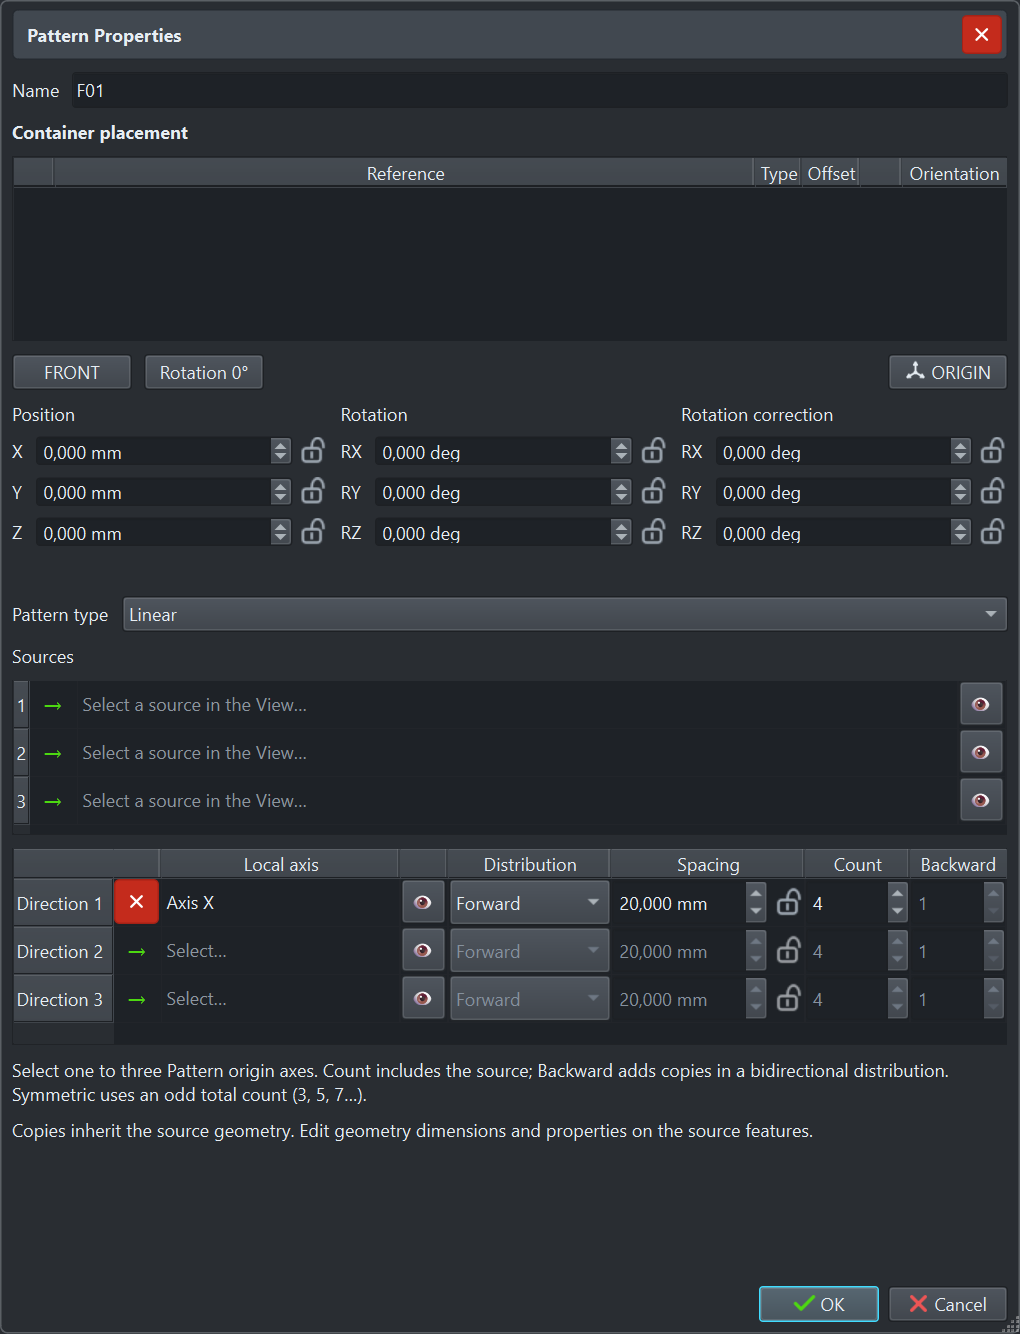 Pattern Properties
Name F01
Container placement
Reference Type Offset Orientation
FRONT Rotation 0° ORIGIN
Position Rotation Rotation correction
X 0,000 mm RX 0,000 deg RX 0,000 deg
Y 0,000 mm RY 0,000 deg RY 0,000 deg
Z 0,000 mm RZ 0,000 deg RZ 0,000 deg
Pattern type Linear
Sources
1 → Select a source in the View...
2 → Select a source in the View...
3 → Select a source in the View...
Local axis Distribution Spacing Count Backward
Direction 1 Axis X Forward 20,000 mm 4 1
Direction 2 → Select... Forward 20,000 mm 4 1
Direction 3 → Select... Forward 20,000 mm 4 1
Select one to three Pattern origin axes. Count includes the source; Backward adds copies in a bidirectional distribution.
Symmetric uses an odd total count (3, 5, 7...).
Copies inherit the source geometry. Edit geometry dimensions and properties on the source features.
OK Cancel